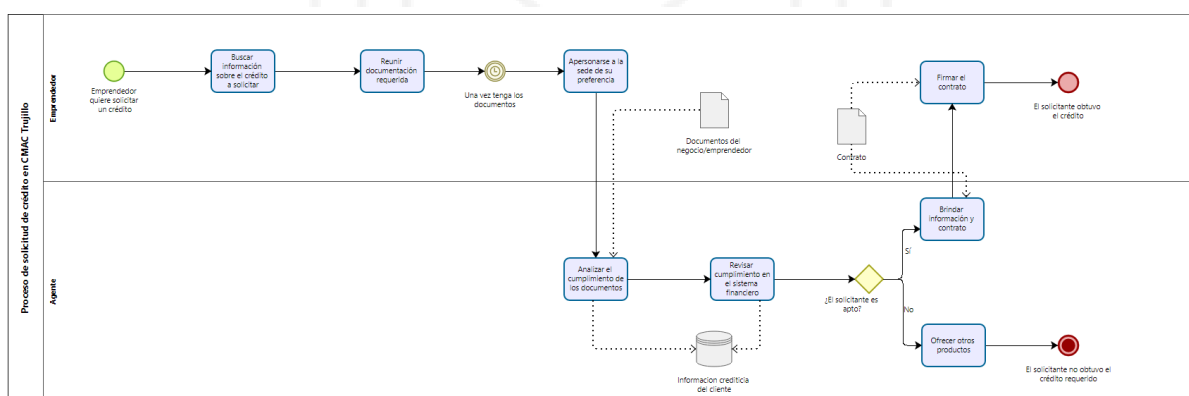 Proceso de solicitud de crédito en CMAC Trujillo
Emprendedor
Emprendedor
quiere solicitar
un crédito
Buscar
información
sobre el crédito
a solicitar
Reunir
documentación
requerida
Una vez tenga los
documentos
Apersonarse a la
sede de su
preferencia
Documentos del
negocio/emprendedor
Contrato
Firmar el
contrato
El solicitante obtuvo
el crédito
Agente
Analizar el
cumplimiento de
los documentos
Revisar
cumplimiento en
el sistema
financiero
Informacion crediticia
del cliente
¿El solicitante es
apto?
Sí
Brindar
información y
contrato
No
Ofrecer otros
productos
El solicitante no obtuvo el
crédito requerido